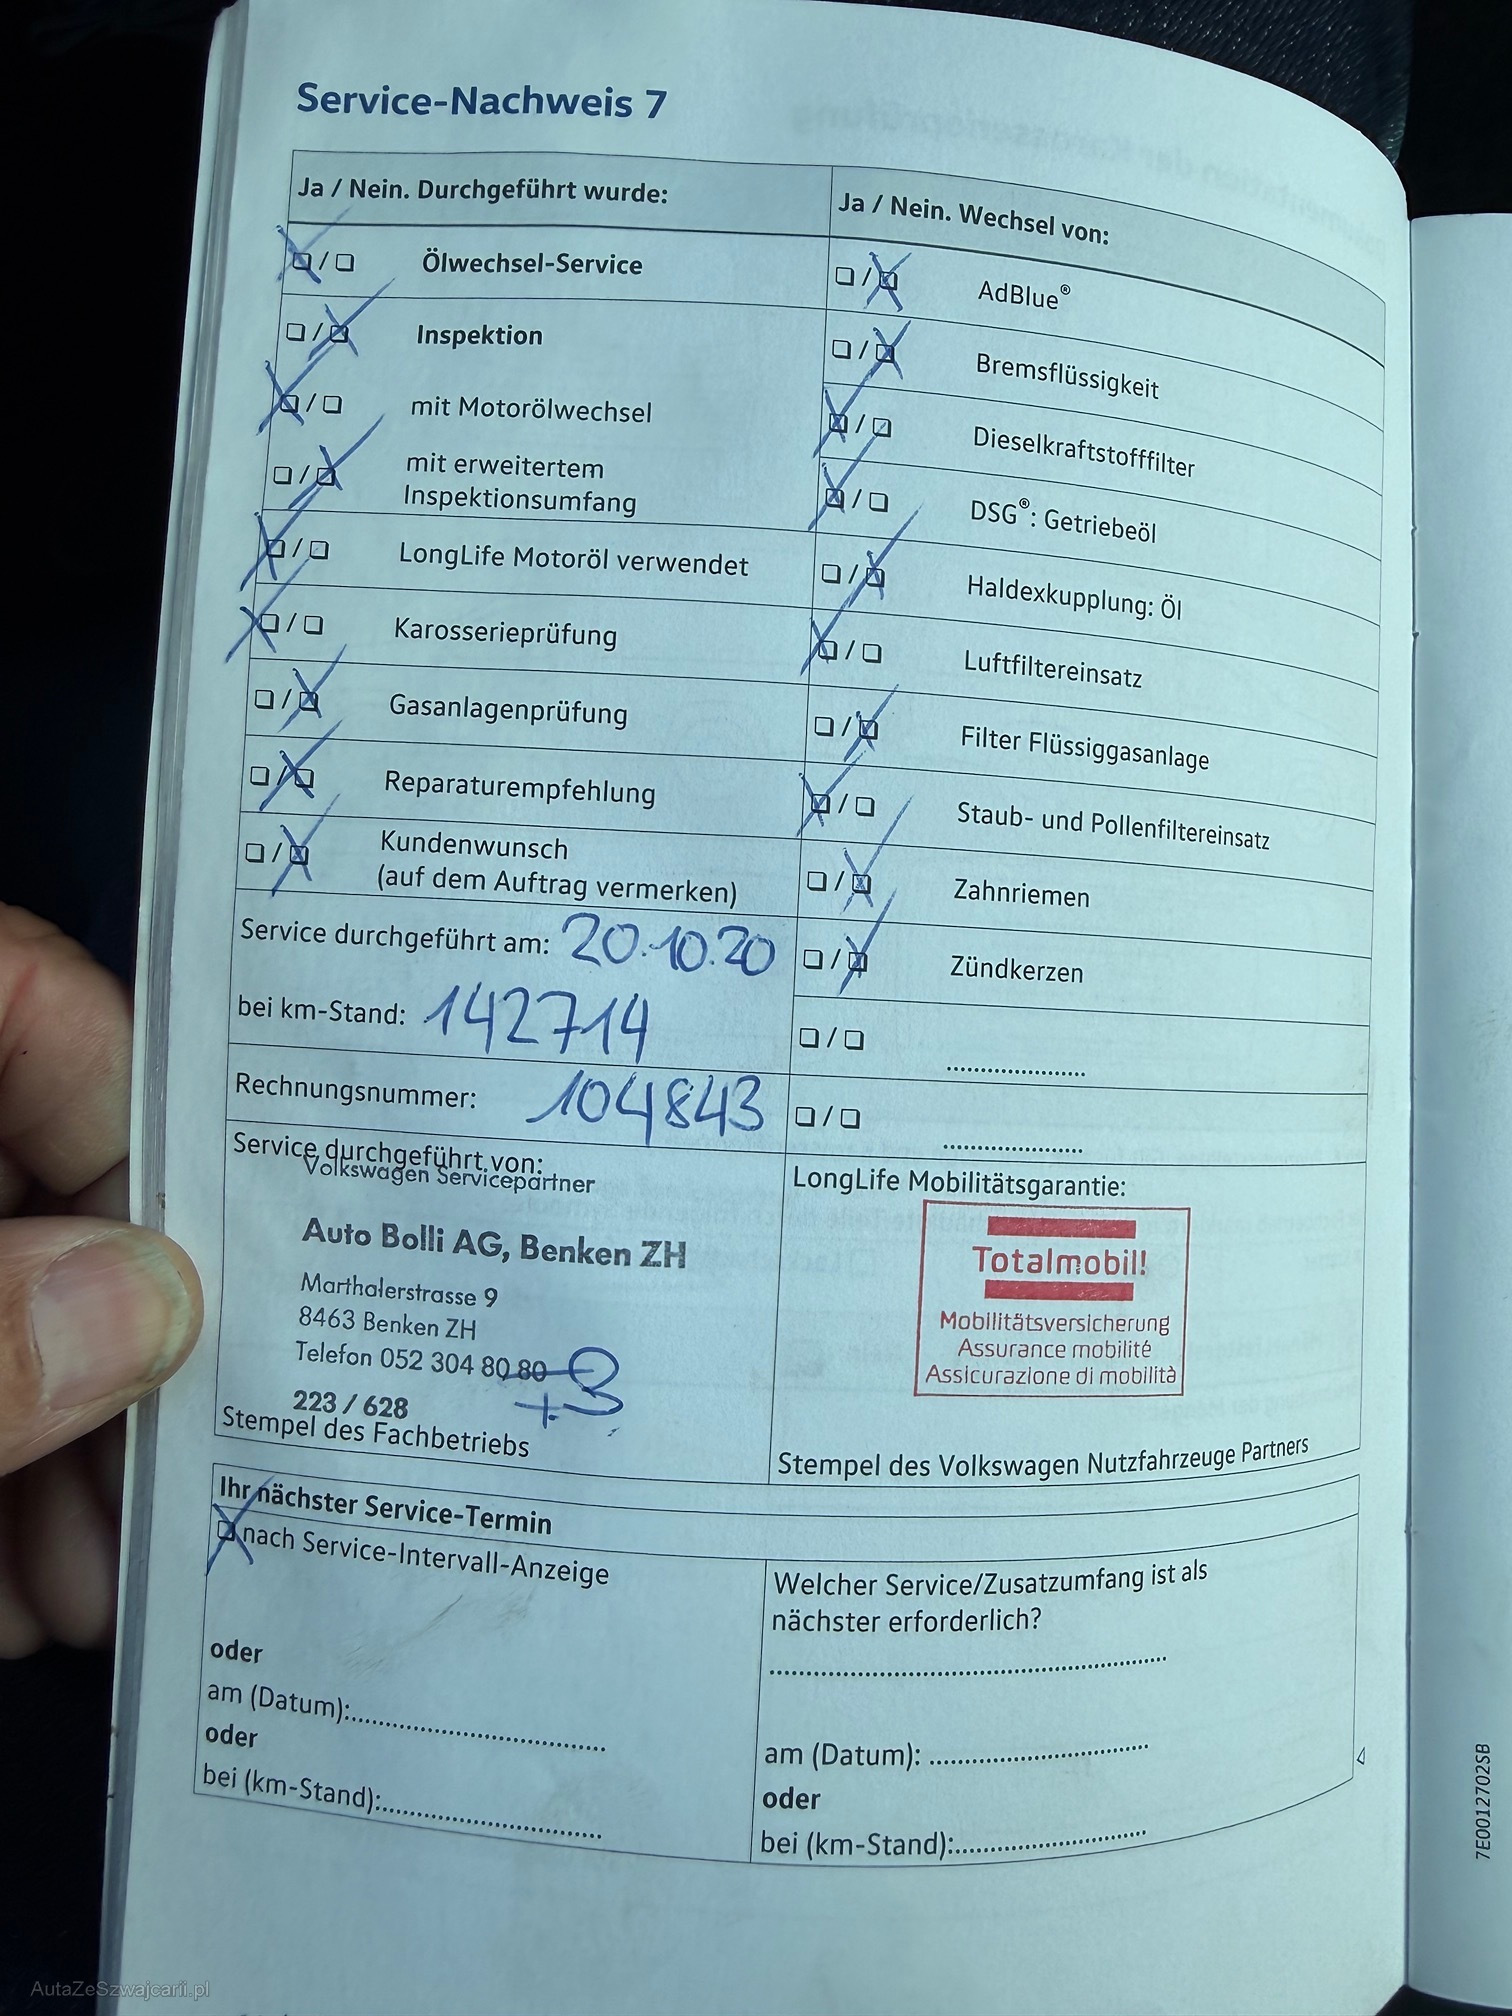 Service-Nachweis 7
Ja / Nein. Durchgeführt wurde:
☒ / ☐ Ölwechsel-Service
☐ / ☒ Inspektion
☒ / ☐ mit Motorölwechsel
☐ / ☒ mit erweitertem
Inspektionsumfang
☒ / ☐ LongLife Motoröl verwendet
☒ / ☐ Karosserieprüfung
☐ / ☒ Gasanlagenprüfung
☐ / ☒ Reparaturempfehlung
☐ / ☒ Kundenwunsch
(auf dem Auftrag vermerken)
Service durchgeführt am: 20.10.20
bei km-Stand: 142714
Rechnungsnummer: 104843
Service durchgeführt von:
Volkswagen Servicepartner
Auto Bolli AG, Benken ZH
Marthalerstrasse 9
8463 Benken ZH
Telefon 052 304 80 80
223 / 628
Stempel des Fachbetriebs
Ja / Nein. Wechsel von:
☐ / ☒ AdBlue®
☐ / ☒ Bremsflüssigkeit
☒ / ☐ Dieselkraftstofffilter
☒ / ☐ DSG®: Getriebeöl
☐ / ☒ Haldexkupplung: Öl
☒ / ☐ Luftfiltereinsatz
☐ / ☒ Filter Flüssiggasanlage
☒ / ☐ Staub- und Pollenfiltereinsatz
☐ / ☒ Zahnriemen
☐ / ☒ Zündkerzen
☐ / ☐ ......................
☐ / ☐ ......................
LongLife Mobilitätsgarantie:
Totalmobil!
Mobilitätsversicherung
Assurance mobilité
Assicurazione di mobilità
Stempel des Volkswagen Nutzfahrzeuge Partners
Ihr nächster Service-Termin
☒ nach Service-Intervall-Anzeige
oder
am (Datum):......................
oder
bei (km-Stand):......................
Welcher Service/Zusatzumfang ist als
nächster erforderlich?
......................
am (Datum): ......................
oder
bei (km-Stand):......................
7E0012702SB
AutaZeSzwajcarii.pl